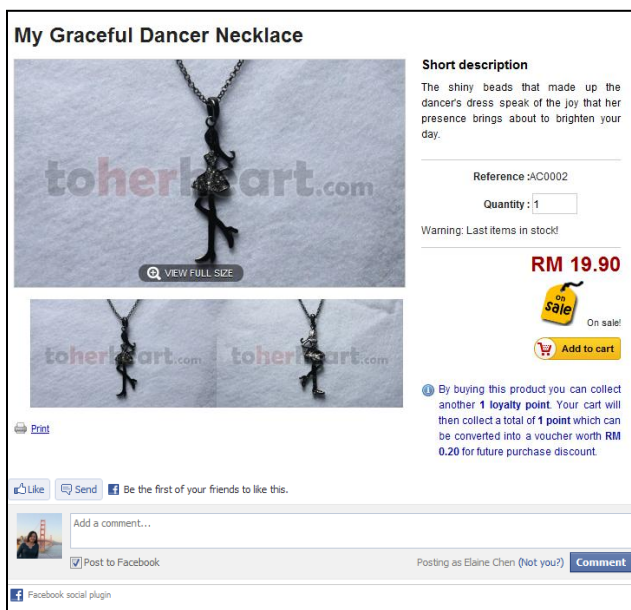 My Graceful Dancer Necklace
toherheart.com
VIEW FULL SIZE
toherheart.com
toherheart.com
Print
Short description
The shiny beads that made up the
dancer's dress speak of the joy that her
presence brings about to brighten your
day.
Reference :AC0002
Quantity : 1
Warning: Last items in stock!
RM 19.90
on
sale
On sale!
Add to cart
By buying this product you can collect
another 1 loyalty point. Your cart will
then collect a total of 1 point which can
be converted into a voucher worth RM
0.20 for future purchase discount.
Like Send Be the first of your friends to like this.
Add a comment...
Post to Facebook Posting as Elaine Chen (Not you?) Comment
Facebook social plugin